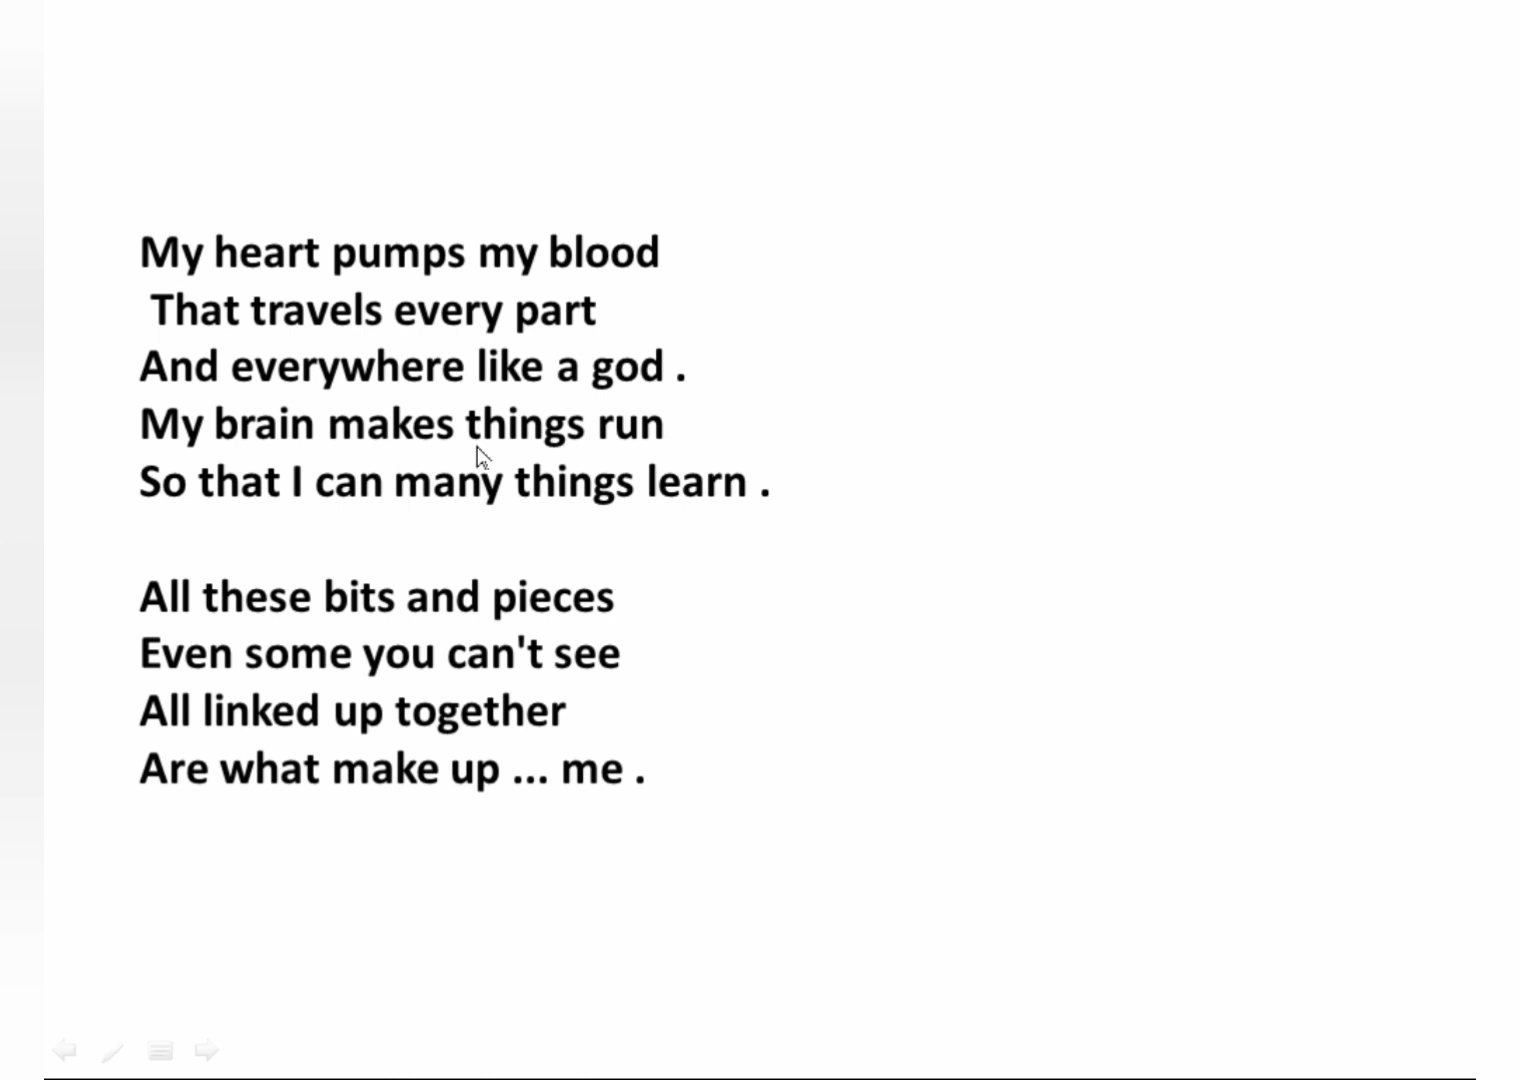 My heart pumps my blood
That travels every part
And everywhere like a god .
My brain makes things run
So that I can many things learn .
All these bits and pieces
Even some you can't see
All linked up together
Are what make up ... me .